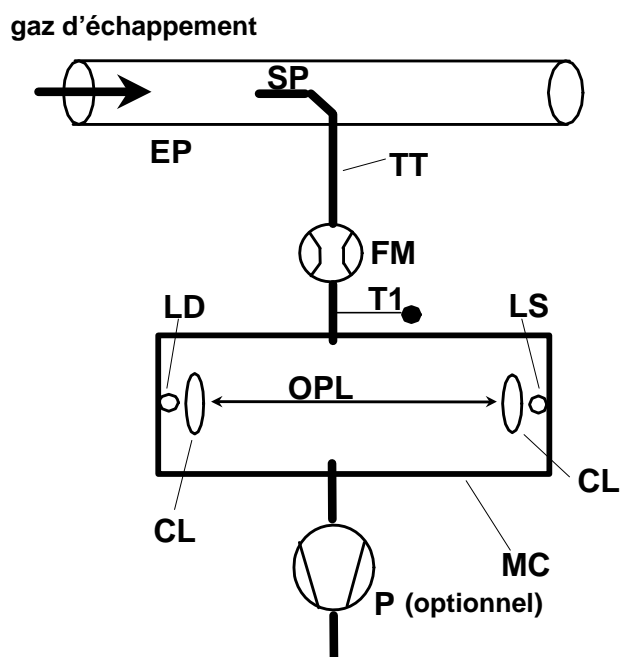 gaz d'échappement
SP
EP
TT
FM
T1
LD
LS
OPL
CL
CL
MC
P (optionnel)